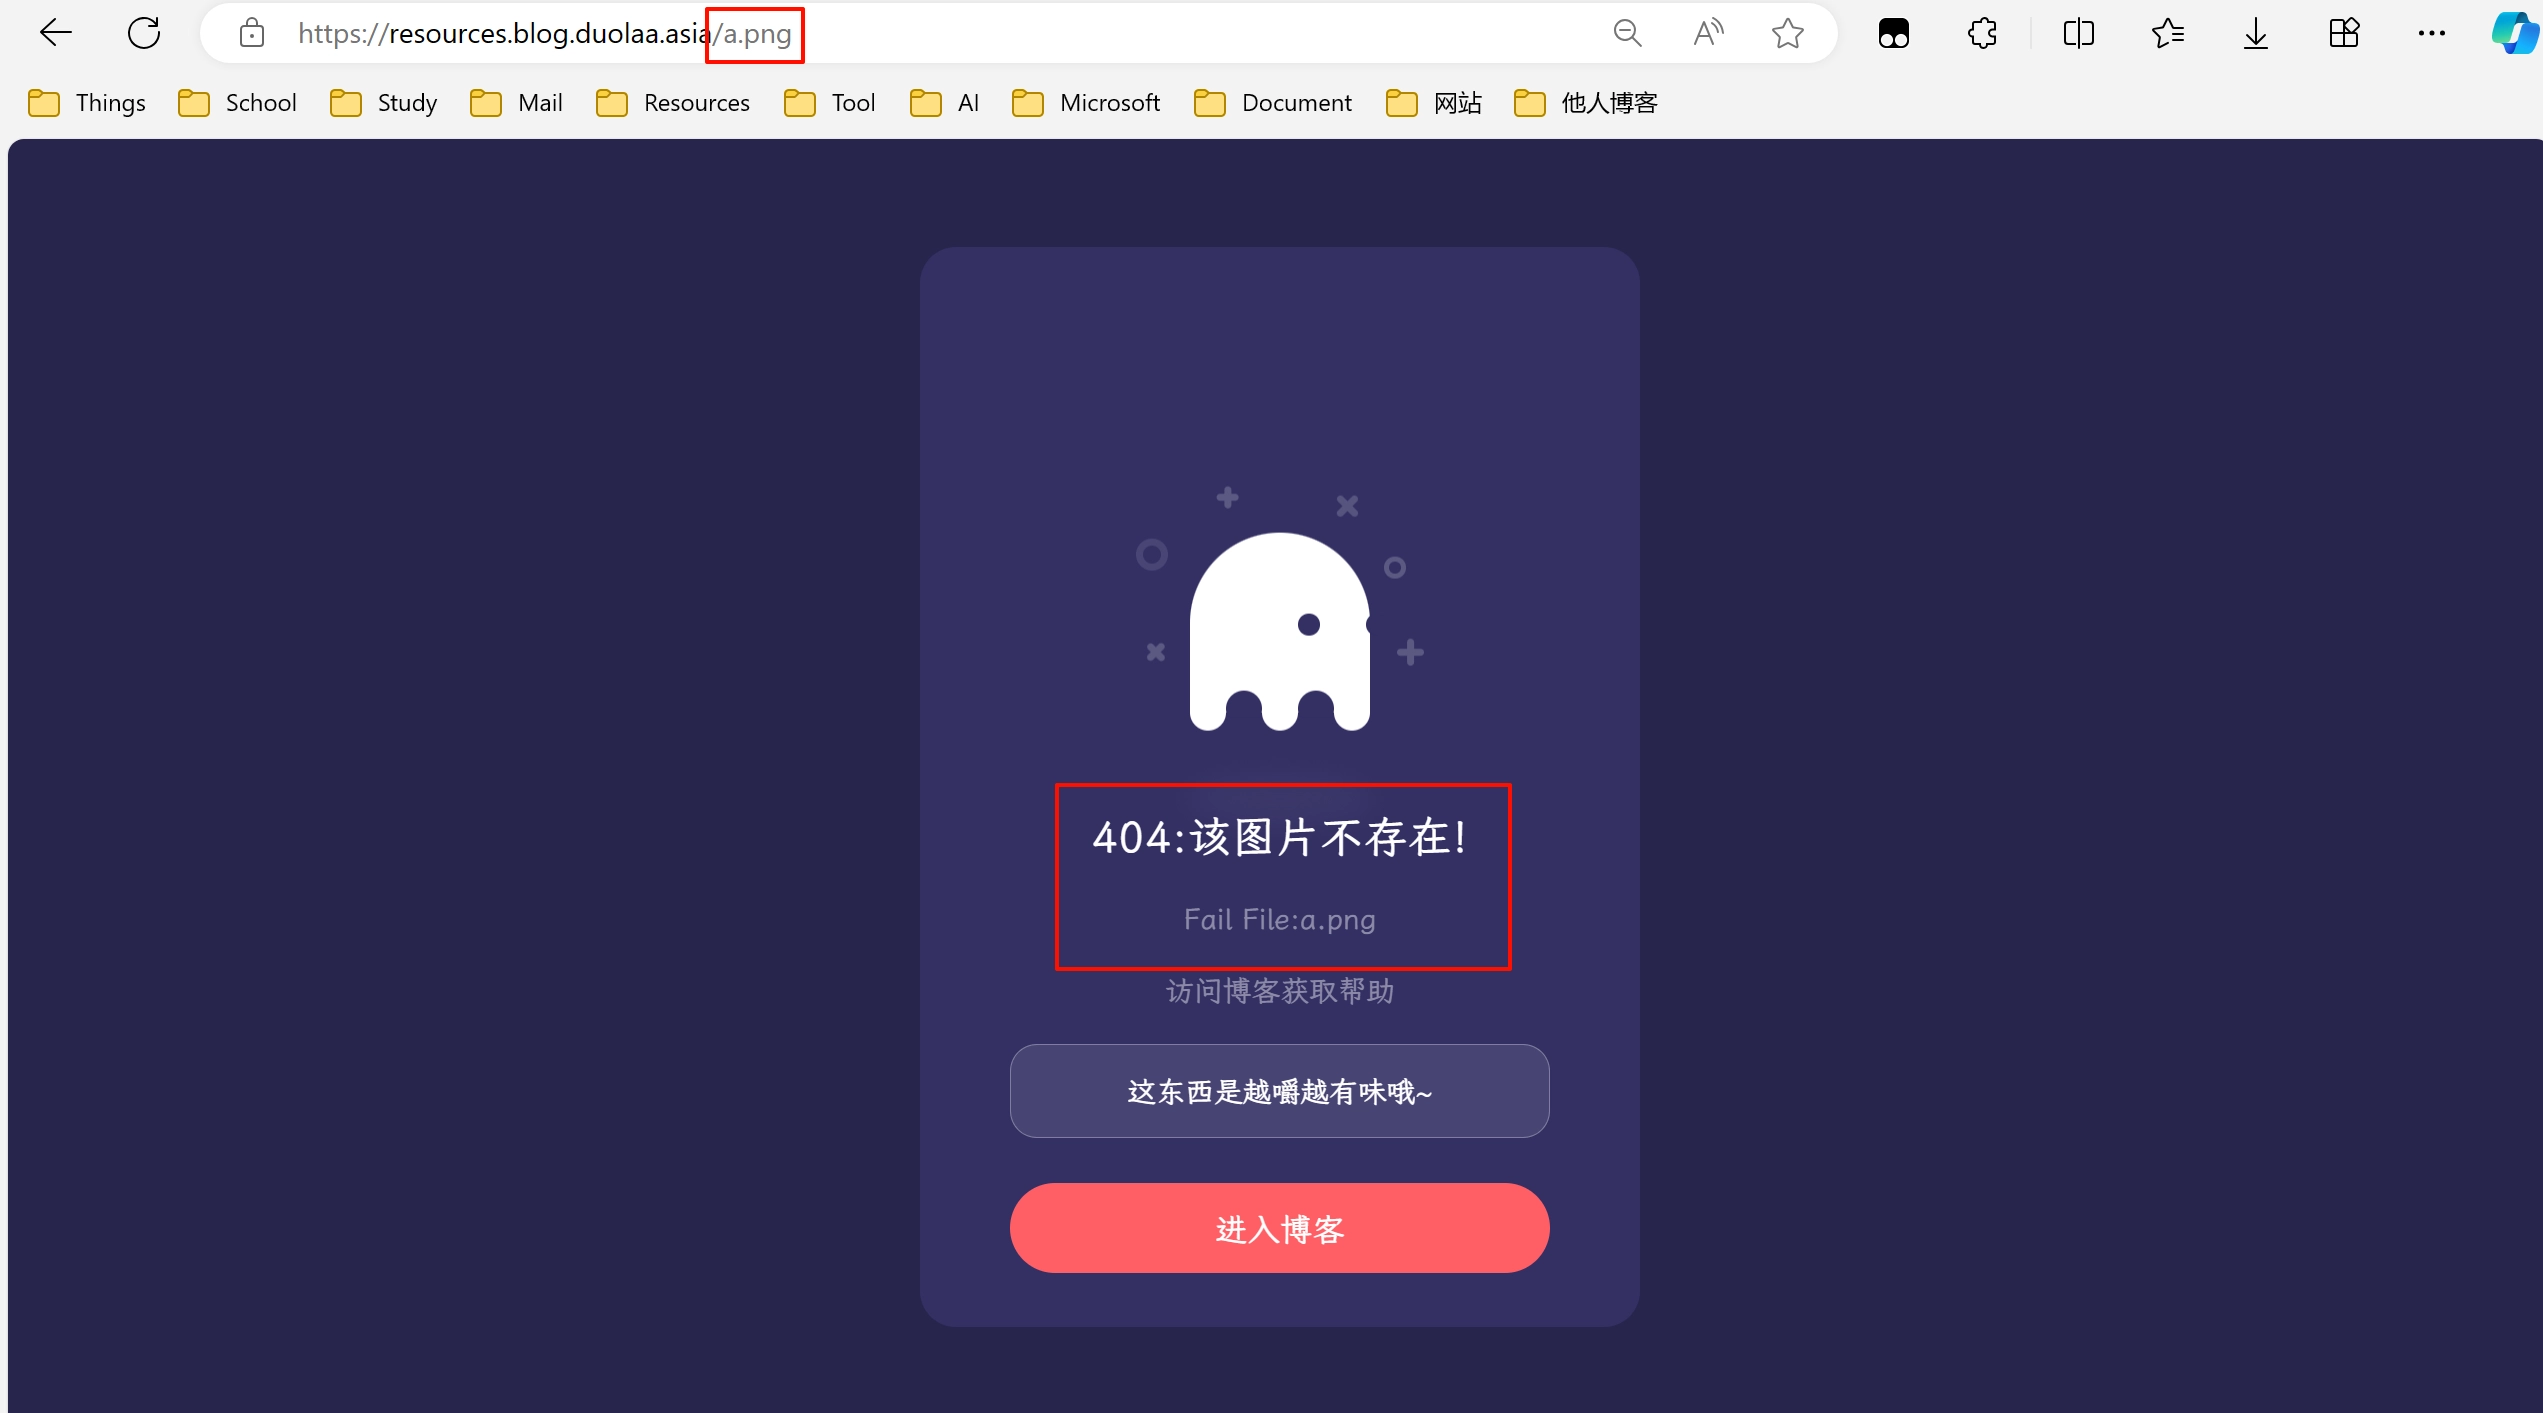 https://resources.blog.duolaa.asia/a.png
Things School Study Mail Resources Tool AI Microsoft Document 网站 他人博客
404:该图片不存在!
Fail File:a.png
访问博客获取帮助
这东西是越嚼越有味哦~
进入博客